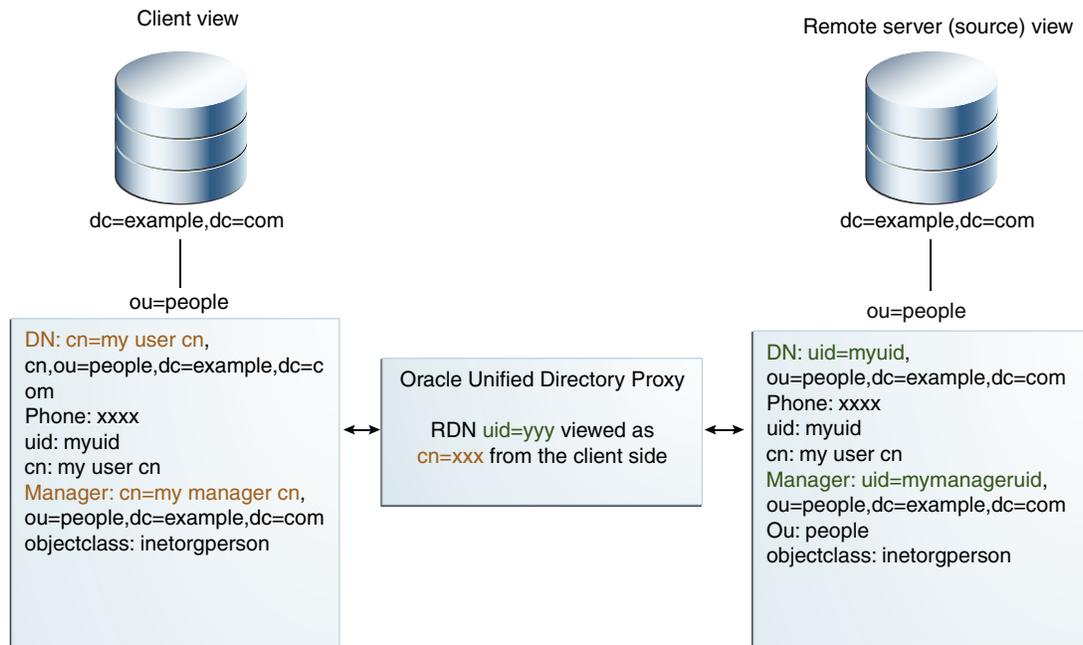 Client view
dc=example,dc=com
ou=people
DN: cn=my user cn,
cn,ou=people,dc=example,dc=c
om
Phone: xxxx
uid: myuid
cn: my user cn
Manager: cn=my manager cn,
ou=people,dc=example,dc=com
objectclass: inetorgperson
Oracle Unified Directory Proxy
RDN uid=yyy viewed as
cn=xxx from the client side
Remote server (source) view
dc=example,dc=com
ou=people
DN: uid=myuid,
ou=people,dc=example,dc=com
Phone: xxxx
uid: myuid
cn: my user cn
Manager: uid=mymanageruid,
ou=people,dc=example,dc=com
Ou: people
objectclass: inetorgperson